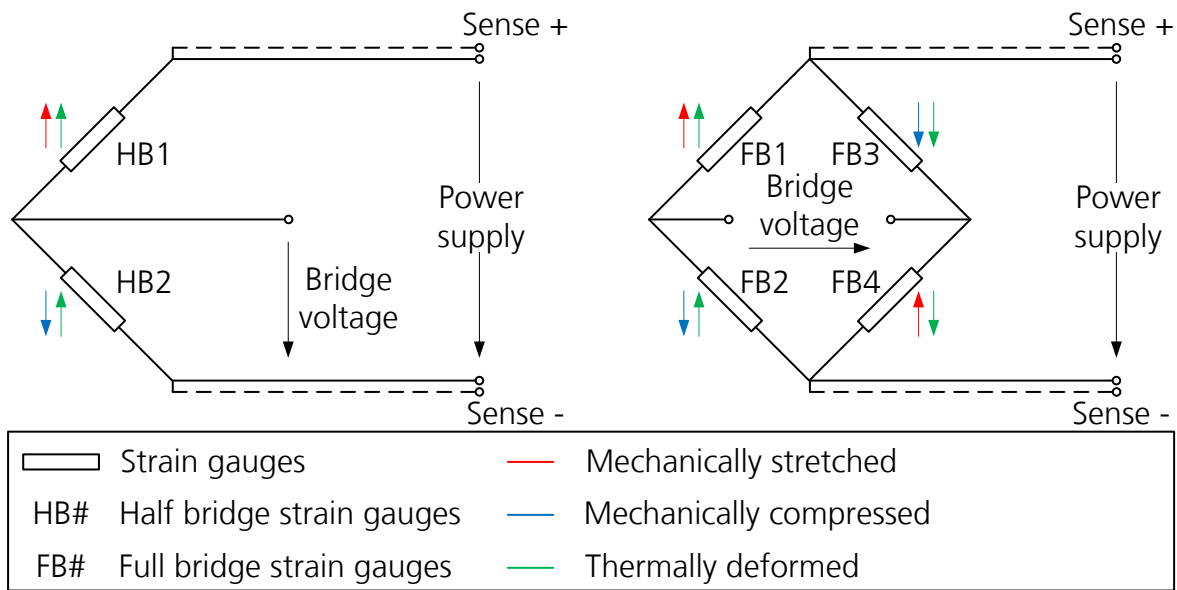 Sense +
HB1
HB2
Power
supply
Bridge
voltage
Sense -
Sense +
FB1
FB3
Bridge
voltage
Power
supply
FB2
FB4
Sense -
Strain gauges
Mechanically stretched
HB# Half bridge strain gauges
Mechanically compressed
FB# Full bridge strain gauges
Thermally deformed